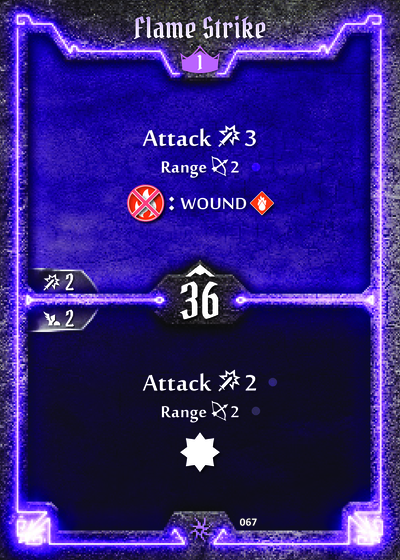 Flame Strike
1
Attack 3
Range 2
: WOUND
2
36
2
Attack 2
Range 2
067